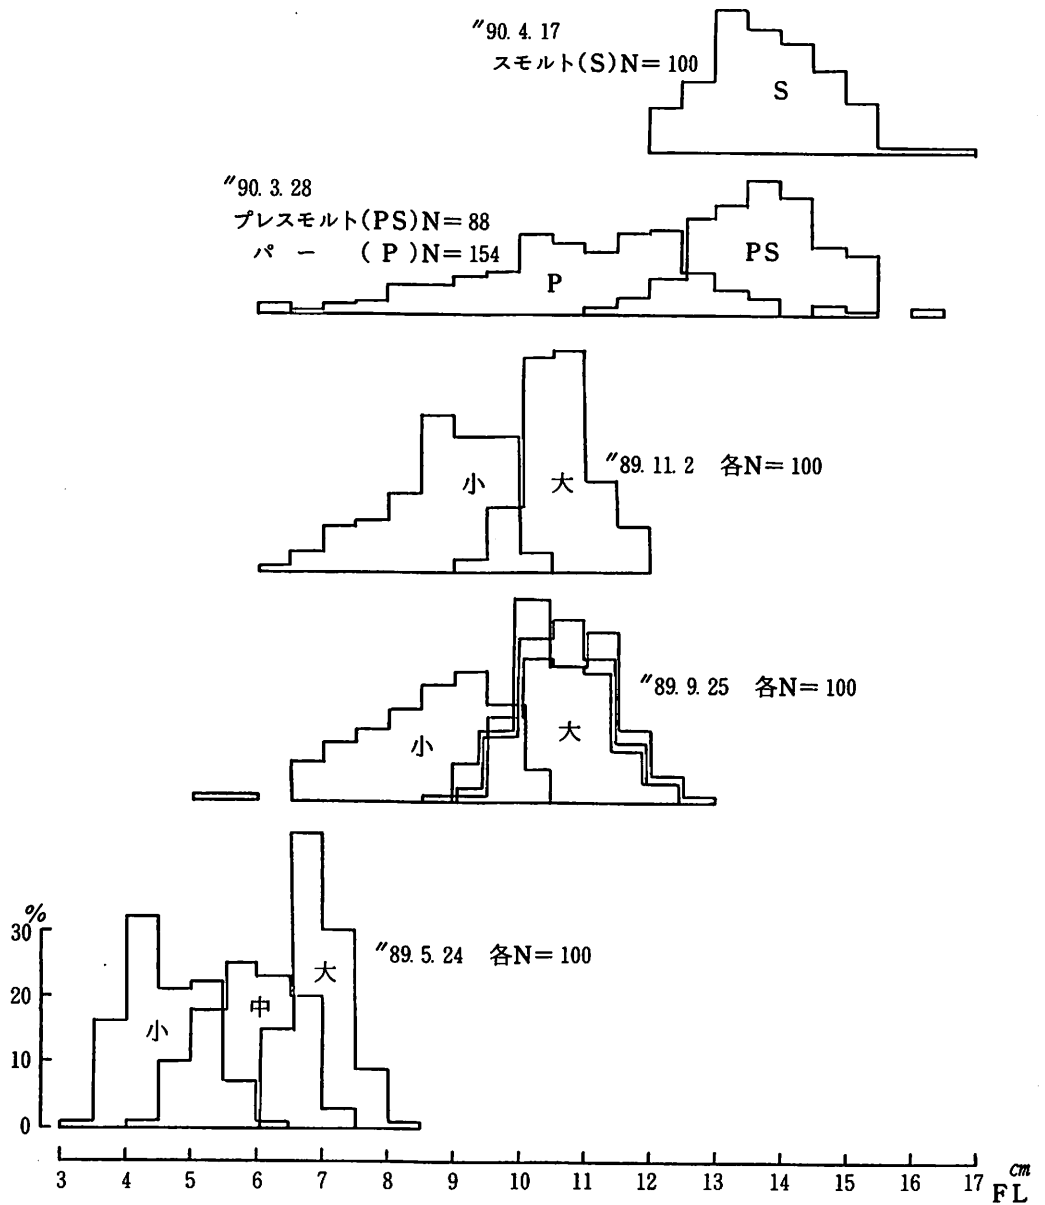 ″90. 4. 17
スモルト(S)N=100
S
″90. 3. 28
プレスモルト(PS)N=88
パー (P)N=154
P
PS
″89. 11. 2 各N=100
小
大
″89. 9. 25 各N=100
小
大
%
30
20
10
0
″89. 5. 24 各N=100
小
中
大
3 4 5 6 7 8 9 10 11 12 13 14 15 16 17
cm
FL